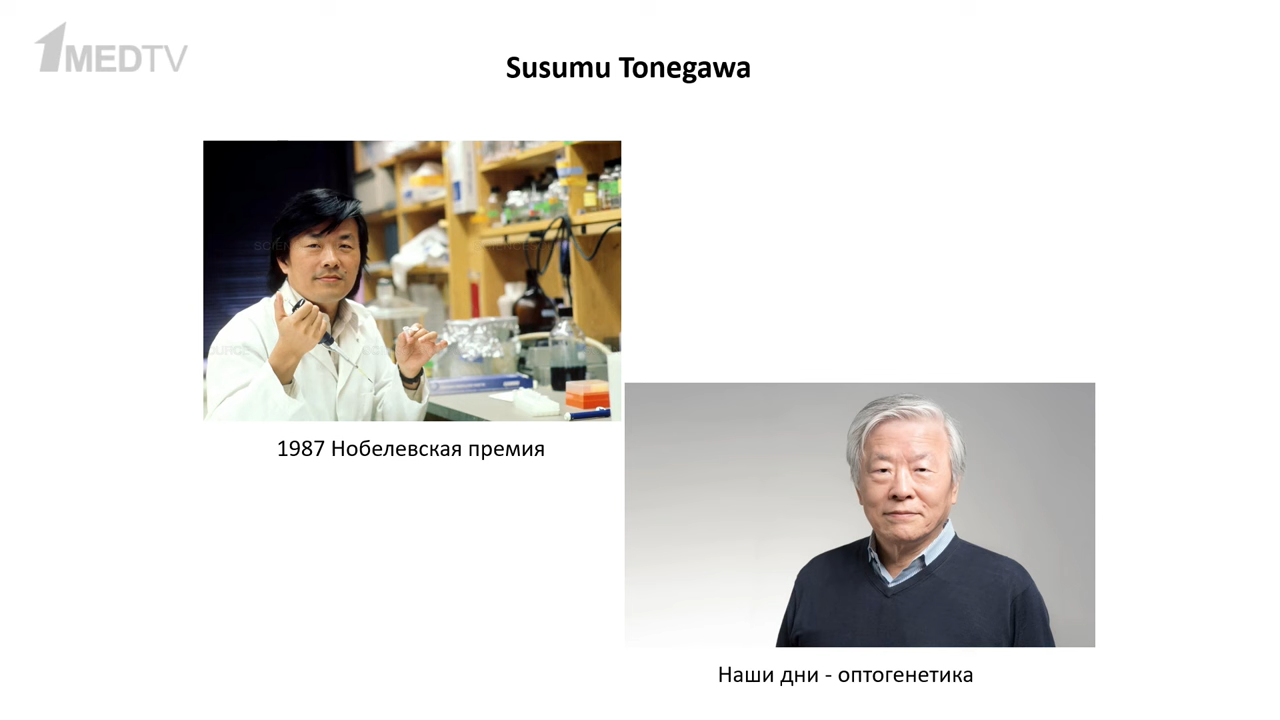 1MEDTV
Susumu Tonegawa
1987 Нобелевская премия
Наши дни - оптогенетика